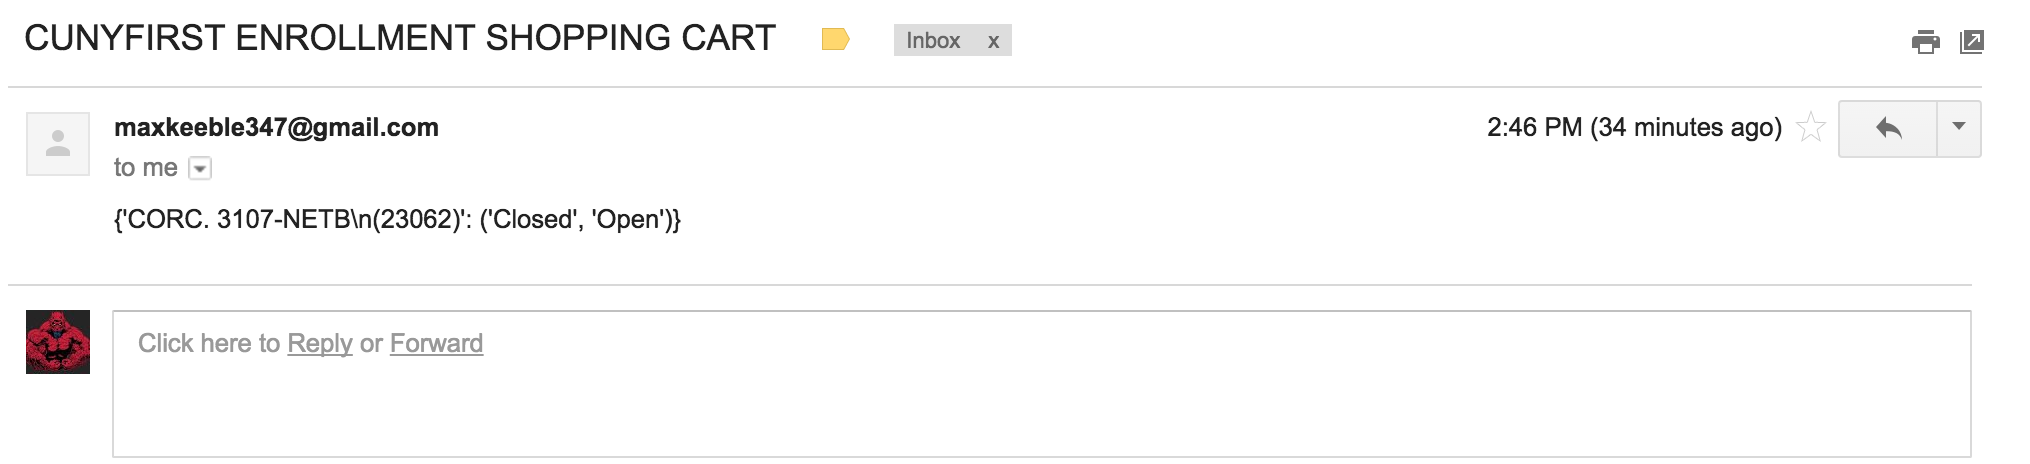 CUNYFIRST ENROLLMENT SHOPPING CART Inbox x
maxkeeble347@gmail.com 2:46 PM (34 minutes ago)
to me
{'CORC. 3107-NETB\n(23062)': ('Closed', 'Open')}
Click here to Reply or Forward